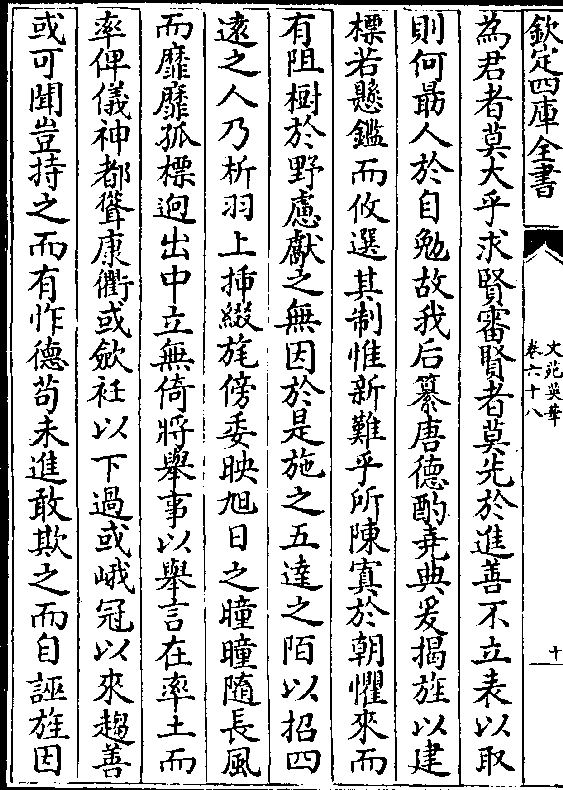 欽定四庫全書
文苑英華
卷六十八
十
為君者莫大乎求賢審賢者莫先於進善不立表以取
則何勗人於自勉故我后纂唐德酌堯典爰揭旌以建
標若懸鑑而攸選其制惟新難乎所陳寘於朝懼來而
有阻樹於野慮獻之無因於是施之五達之陌以招四
遠之人乃析羽上揷綴旄傍委映旭日之曈曈隨長風
而靡靡孤標迥出中立無倚將舉事以舉言在率土而
率俾儀神都聳康衢或斂衽以下過或峨冠以來趨善
或可聞豈持之而有怍德苟未進敢欺之而自誣旌因